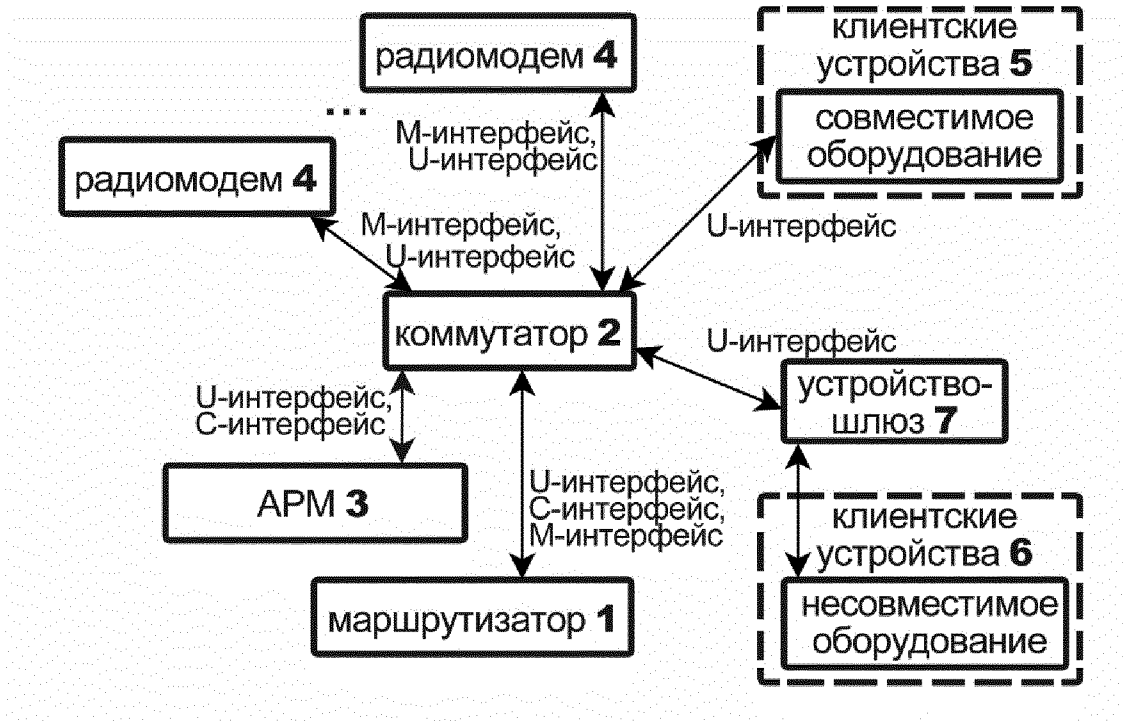 радиомодем 4
клиентские
устройства 5
совместимое
оборудование
...
М-интерфейс,
U-интерфейс
радиомодем 4
М-интерфейс,
U-интерфейс
U-интерфейс
коммутатор 2
U-интерфейс
устройство-
шлюз 7
U-интерфейс,
С-интерфейс
АРМ 3
U-интерфейс,
С-интерфейс,
М-интерфейс
клиентские
устройства 6
несовместимое
оборудование
маршрутизатор 1